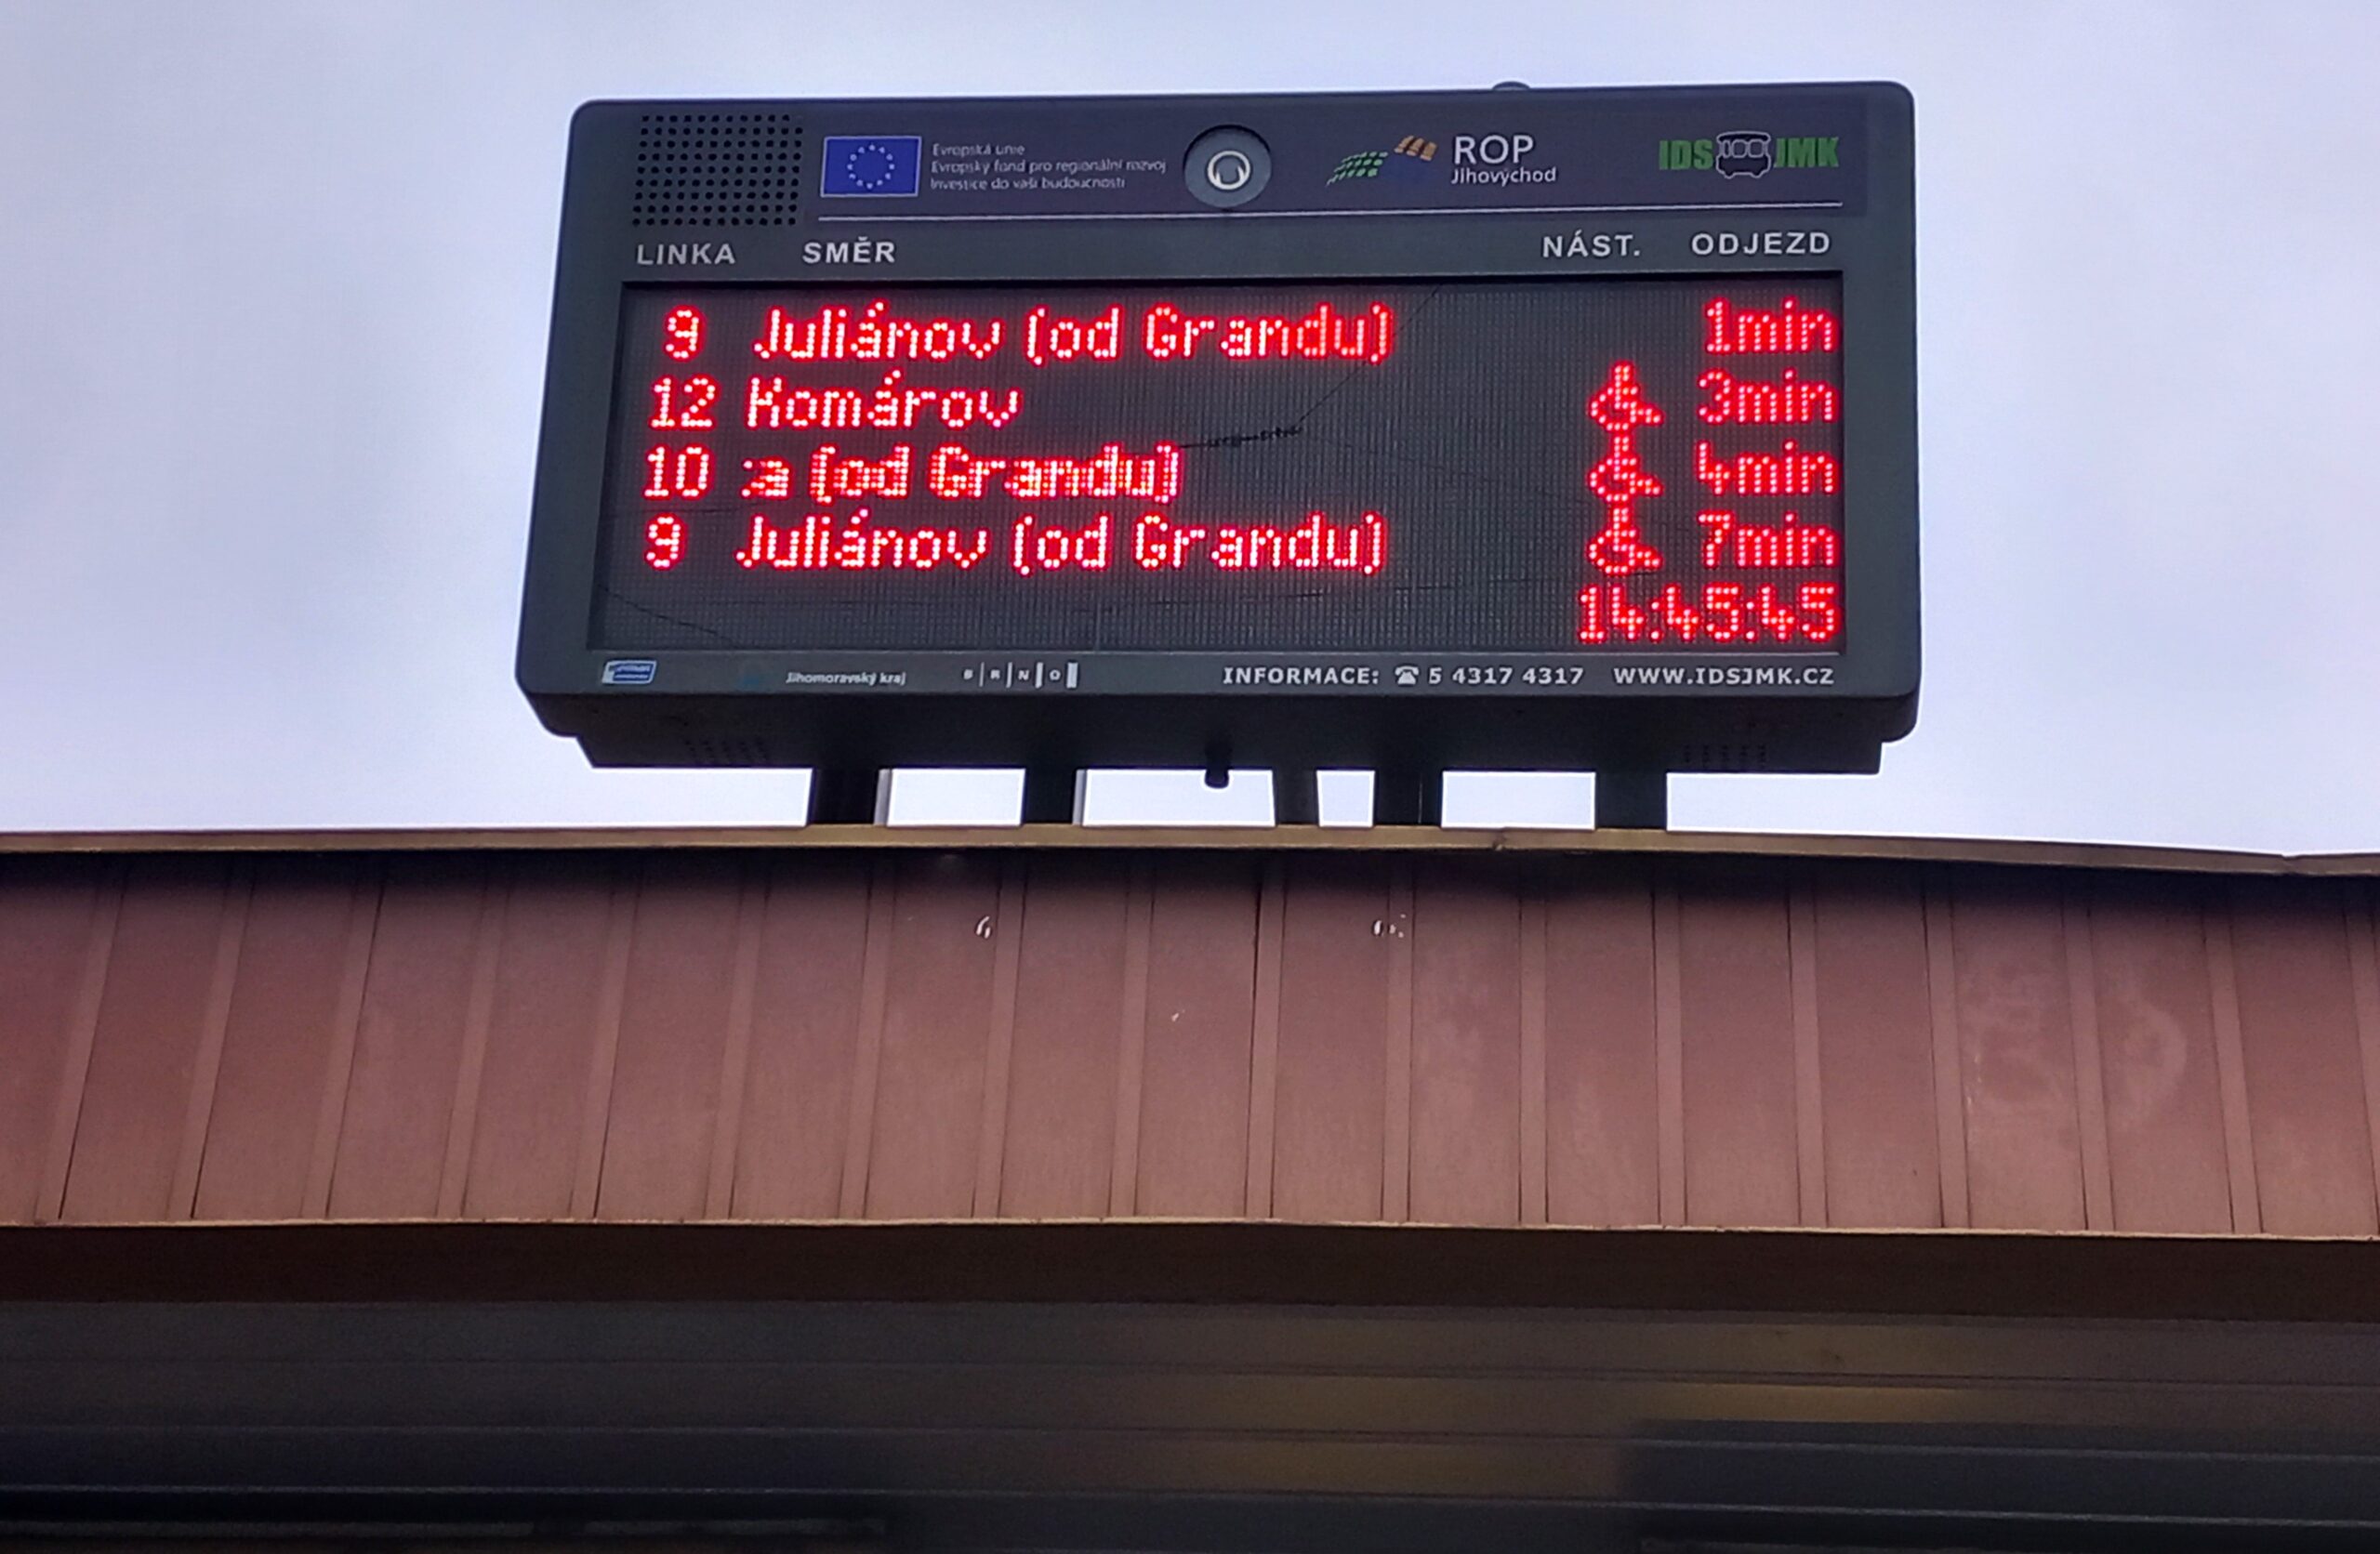 Evropská unie
Evropský fond pro regionální rozvoj
Investice do vaší budoucnosti
ROP
Jihovýchod
IDS JMK
LINKA SMĚR NÁST. ODJEZD
9 Juliánov (od Grandu) 1min
12 Komárov 3min
10 a (od Grandu) 4min
9 Juliánov (od Grandu) 7min
14:45:45
Jihomoravský kraj B R N O INFORMACE: ☎ 5 4317 4317 WWW.IDSJMK.CZ